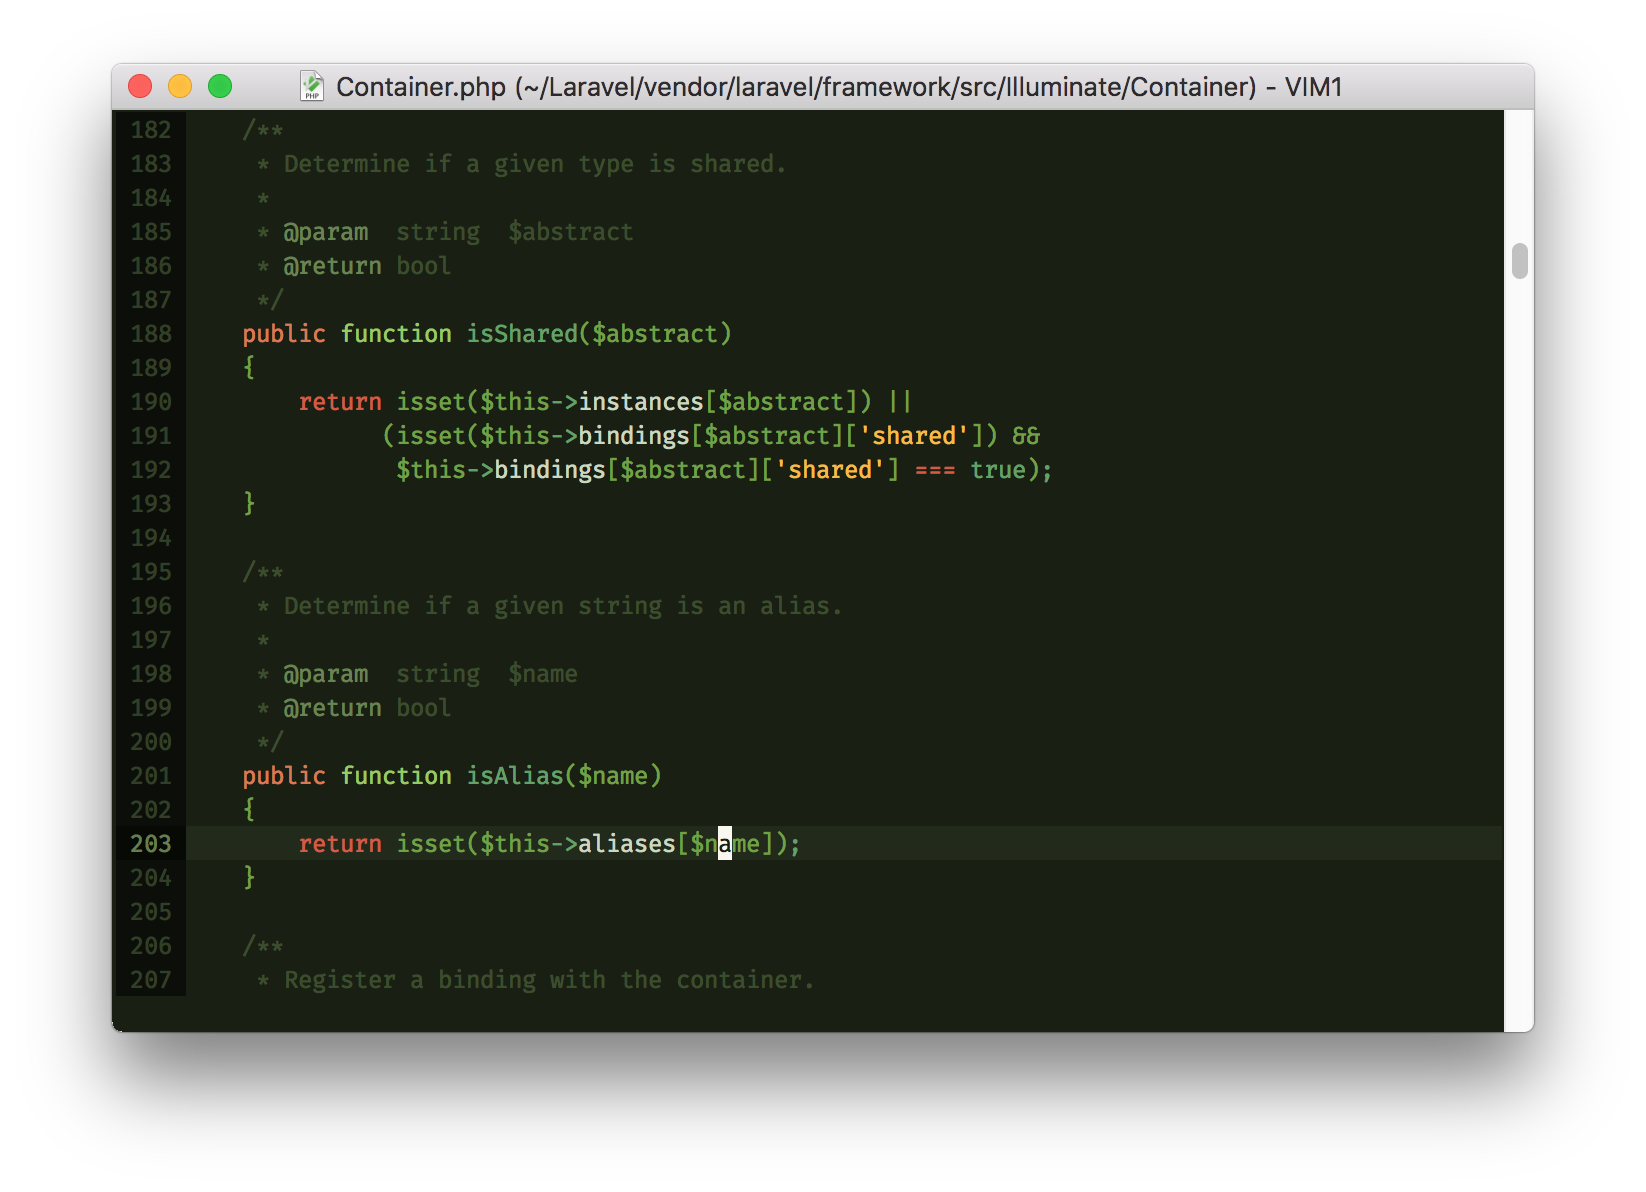 Container.php (~/Laravel/vendor/laravel/framework/src/Illuminate/Container) - VIM1
PHP
182     /**
183      * Determine if a given type is shared.
184      *
185      * @param  string  $abstract
186      * @return bool
187      */
188     public function isShared($abstract)
189     {
190         return isset($this->instances[$abstract]) ||
191               (isset($this->bindings[$abstract]['shared']) &&
192                $this->bindings[$abstract]['shared'] === true);
193     }
194
195     /**
196      * Determine if a given string is an alias.
197      *
198      * @param  string  $name
199      * @return bool
200      */
201     public function isAlias($name)
202     {
203         return isset($this->aliases[$name]);
204     }
205
206     /**
207      * Register a binding with the container.